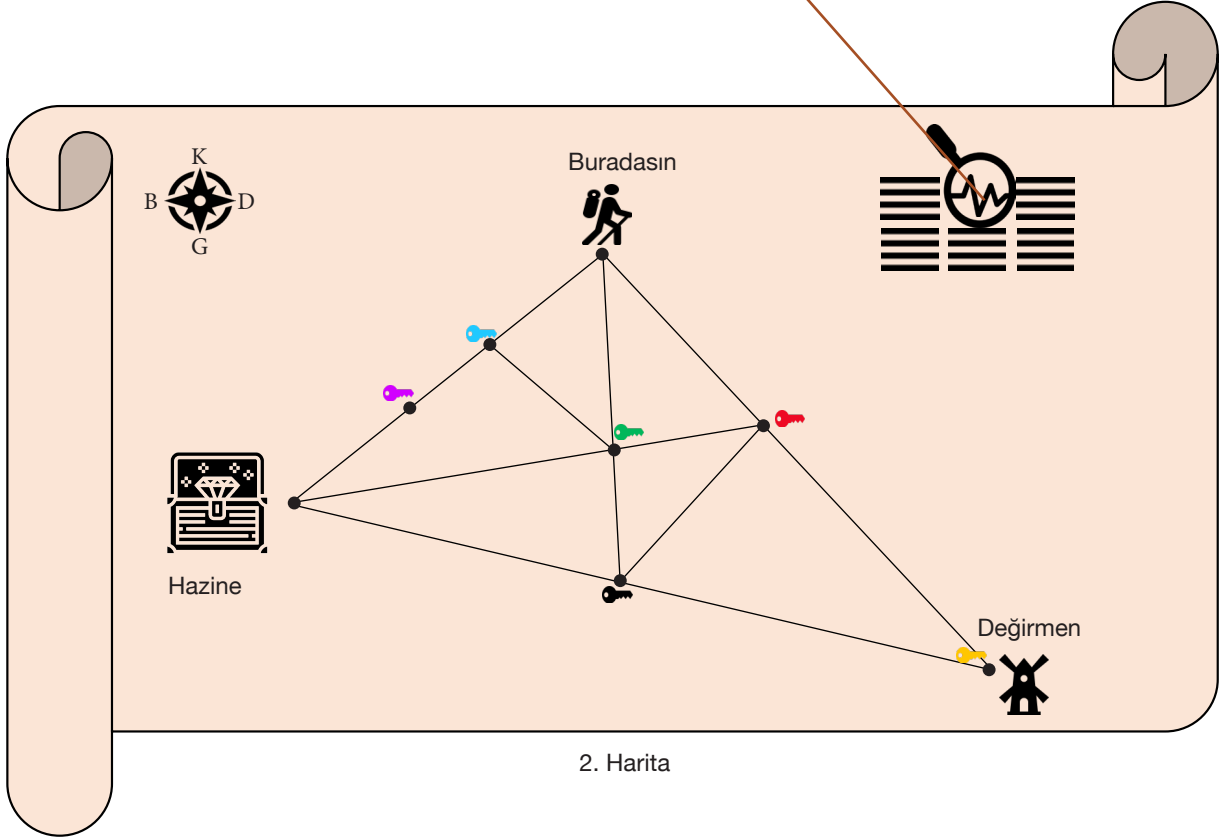 Buradasın
K
B
D
G
Hazine
Değirmen
2. Harita